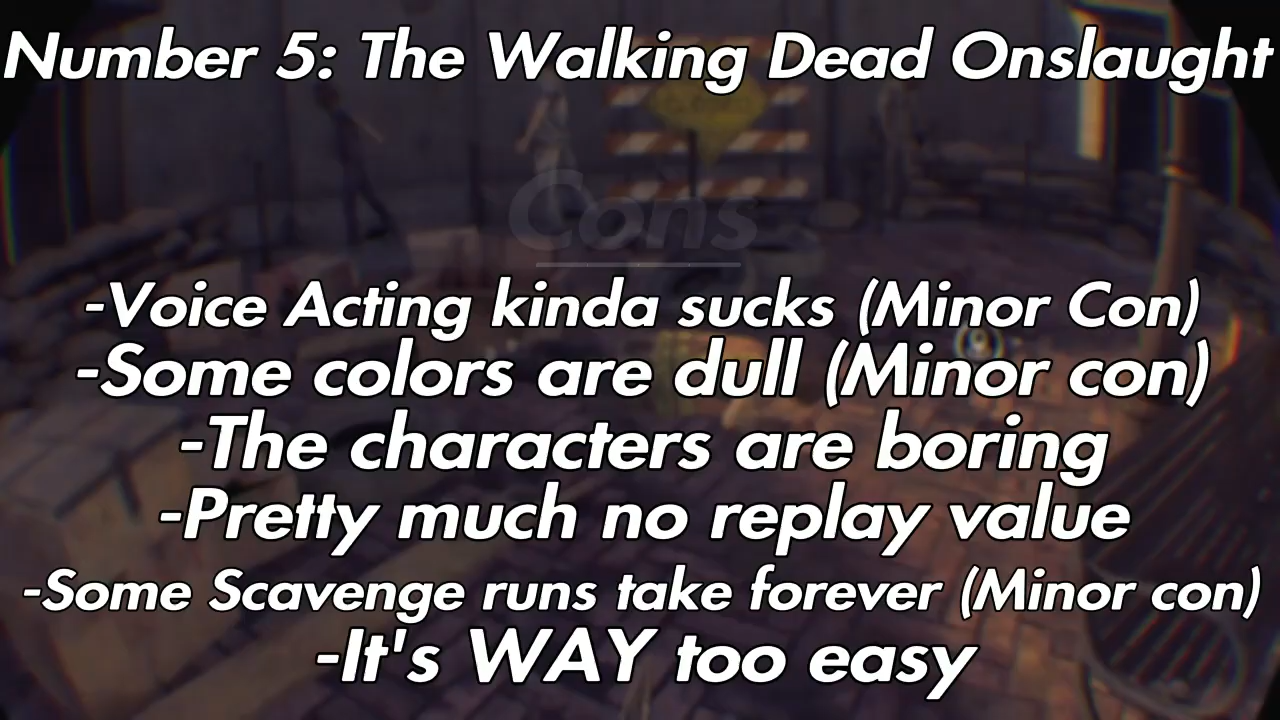 Number 5: The Walking Dead Onslaught
Cons
-Voice Acting kinda sucks (Minor Con)
-Some colors are dull (Minor con)
-The characters are boring
-Pretty much no replay value
-Some Scavenge runs take forever (Minor con)
-It's WAY too easy